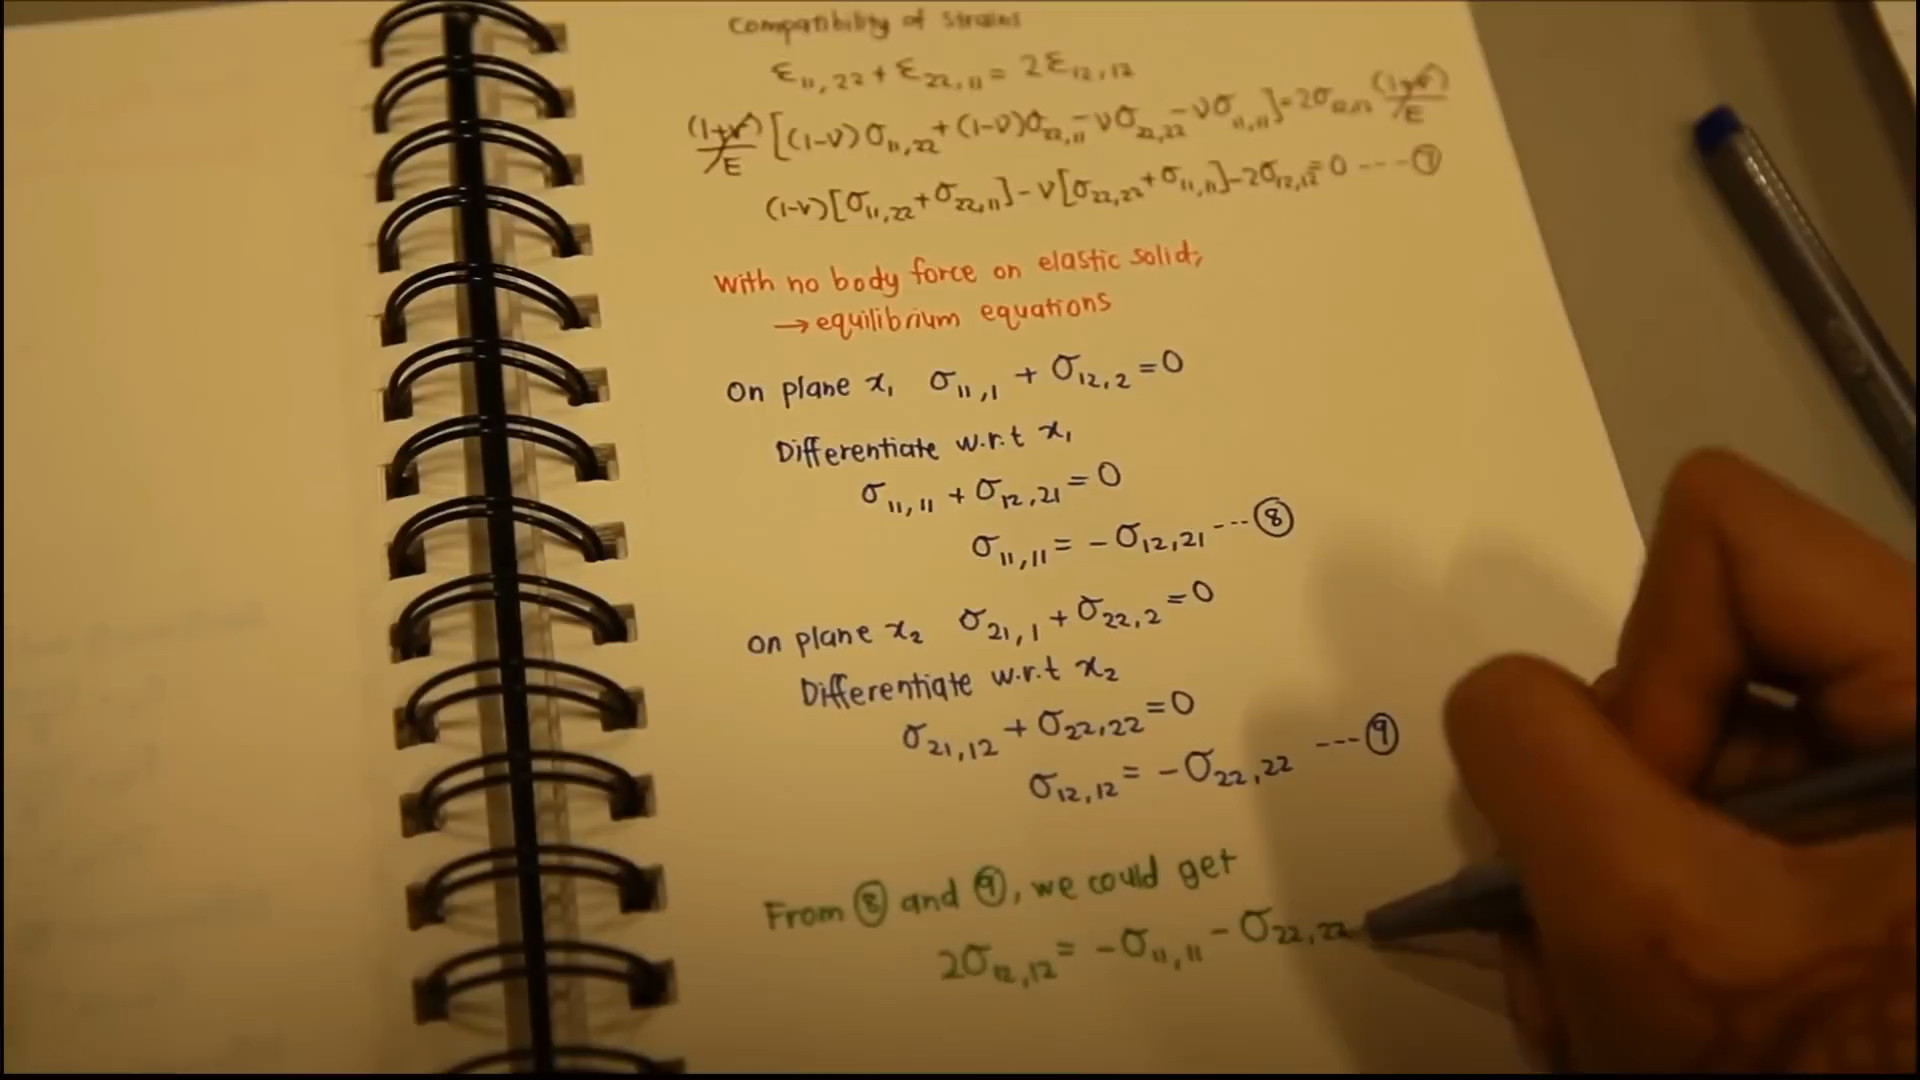 Compatibility of strains
ε₁₁,₂₂ + ε₂₂,₁₁ = 2ε₁₂,₁₂
(1+ν)/E [(1-ν)σ₁₁,₂₂ + (1-ν)σ₂₂,₁₁ - νσ₂₂,₂₂ - νσ₁₁,₁₁] = 2σ₁₂,₁₂ (1+ν)/E
(1-ν)[σ₁₁,₂₂ + σ₂₂,₁₁] - ν[σ₂₂,₂₂ + σ₁₁,₁₁] - 2σ₁₂,₁₂ = 0 ---- ⑦
With no body force on elastic solid;
→ equilibrium equations
On plane x₁ σ₁₁,₁ + σ₁₂,₂ = 0
Differentiate w.r.t x₁
σ₁₁,₁₁ + σ₁₂,₂₁ = 0
σ₁₁,₁₁ = - σ₁₂,₂₁ --- ⑧
On plane x₂ σ₂₁,₁ + σ₂₂,₂ = 0
Differentiate w.r.t x₂
σ₂₁,₁₂ + σ₂₂,₂₂ = 0
σ₁₂,₁₂ = - σ₂₂,₂₂ ---- ⑨
From ⑧ and ⑨, we could get
2σ₁₂,₁₂ = - σ₁₁,₁₁ - σ₂₂,₂₂